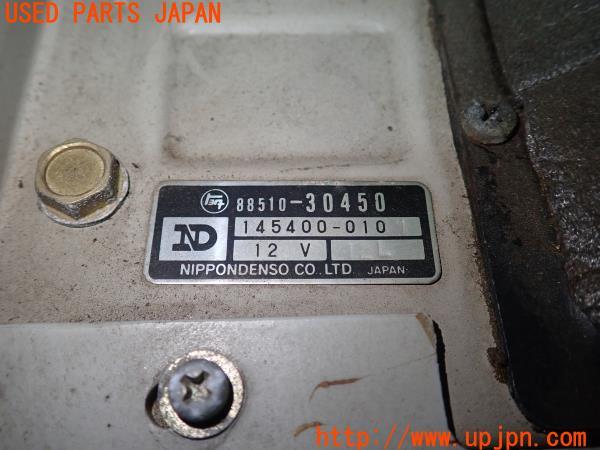 USED PARTS JAPAN
88510-30450
ND
145400-010
12 V
NIPPONDENSO CO., LTD. JAPAN
http://www.upjpn.com/